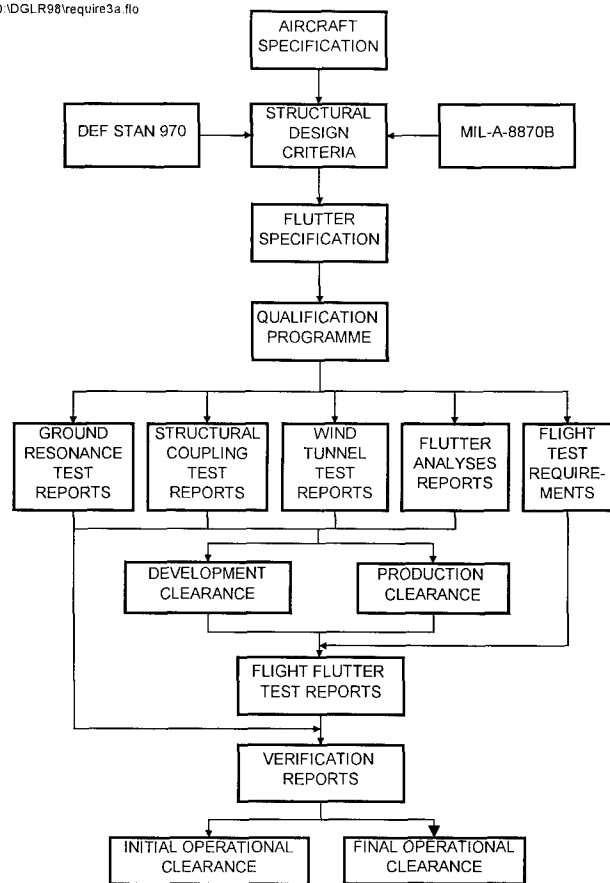 0:\DGLR98\require3a.flo
AIRCRAFT
SPECIFICATION
DEF STAN 970
STRUCTURAL
DESIGN
CRITERIA
MIL-A-8870B
FLUTTER
SPECIFICATION
QUALIFICATION
PROGRAMME
GROUND
RESONANCE
TEST
REPORTS
STRUCTURAL
COUPLING
TEST
REPORTS
WIND
TUNNEL
TEST
REPORTS
FLUTTER
ANALYSES
REPORTS
FLIGHT
TEST
REQUIRE-
MENTS
DEVELOPMENT
CLEARANCE
PRODUCTION
CLEARANCE
FLIGHT FLUTTER
TEST REPORTS
VERIFICATION
REPORTS
INITIAL OPERATIONAL
CLEARANCE
FINAL OPERATIONAL
CLEARANCE